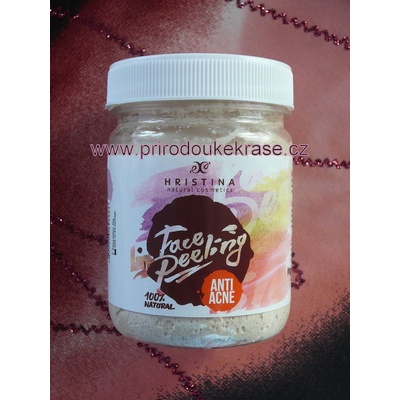 www.prirodoukekrase.cz
HRISTINA
natural cosmetics
Face
Peeling
100%
NATURAL
ANTI
ACNE